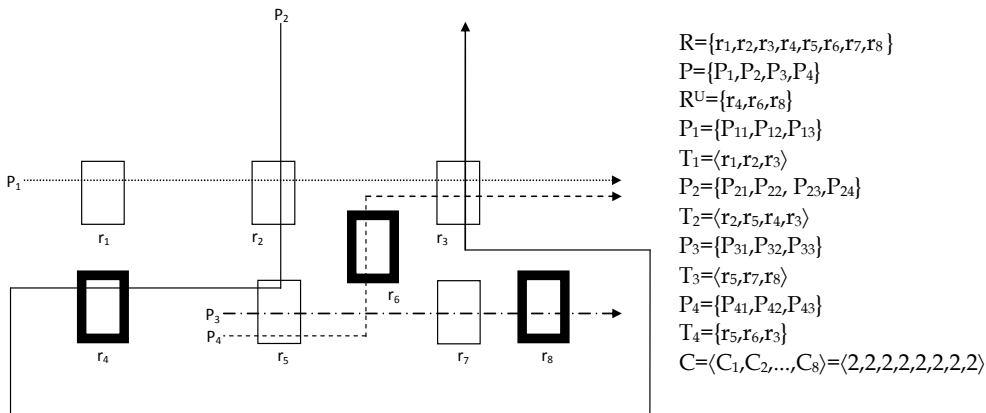 P₂
P₁
r₁
r₂
r₃
r₆
P₃
P₄
r₄
r₅
r₇
r₈
R={r₁,r₂,r₃,r₄,r₅,r₆,r₇,r₈}
P={P₁,P₂,P₃,P₄}
Rᵁ={r₄,r₆,r₈}
P₁={P₁₁,P₁₂,P₁₃}
T₁=⟨r₁,r₂,r₃⟩
P₂={P₂₁,P₂₂, P₂₃,P₂₄}
T₂=⟨r₂,r₅,r₄,r₃⟩
P₃={P₃₁,P₃₂,P₃₃}
T₃=⟨r₅,r₇,r₈⟩
P₄={P₄₁,P₄₂,P₄₃}
T₄={r₅,r₆,r₃}
C=⟨C₁,C₂,...,C₈⟩=⟨2,2,2,2,2,2,2,2⟩